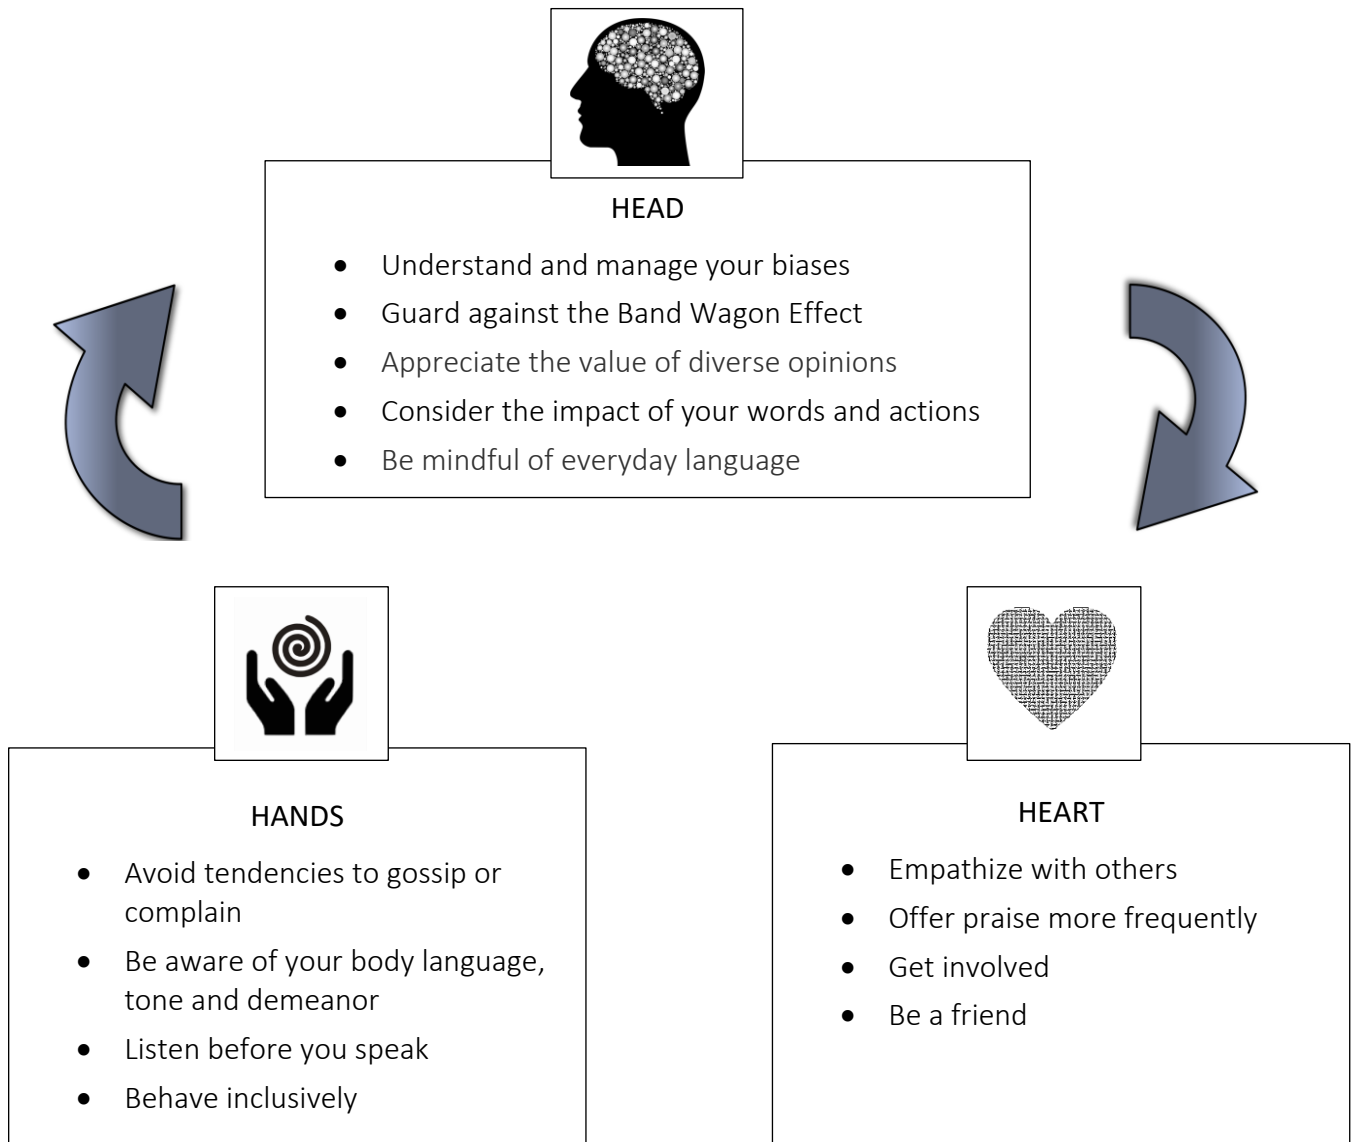 HEAD
• Understand and manage your biases
• Guard against the Band Wagon Effect
• Appreciate the value of diverse opinions
• Consider the impact of your words and actions
• Be mindful of everyday language
HANDS
• Avoid tendencies to gossip or
complain
• Be aware of your body language,
tone and demeanor
• Listen before you speak
• Behave inclusively
HEART
• Empathize with others
• Offer praise more frequently
• Get involved
• Be a friend